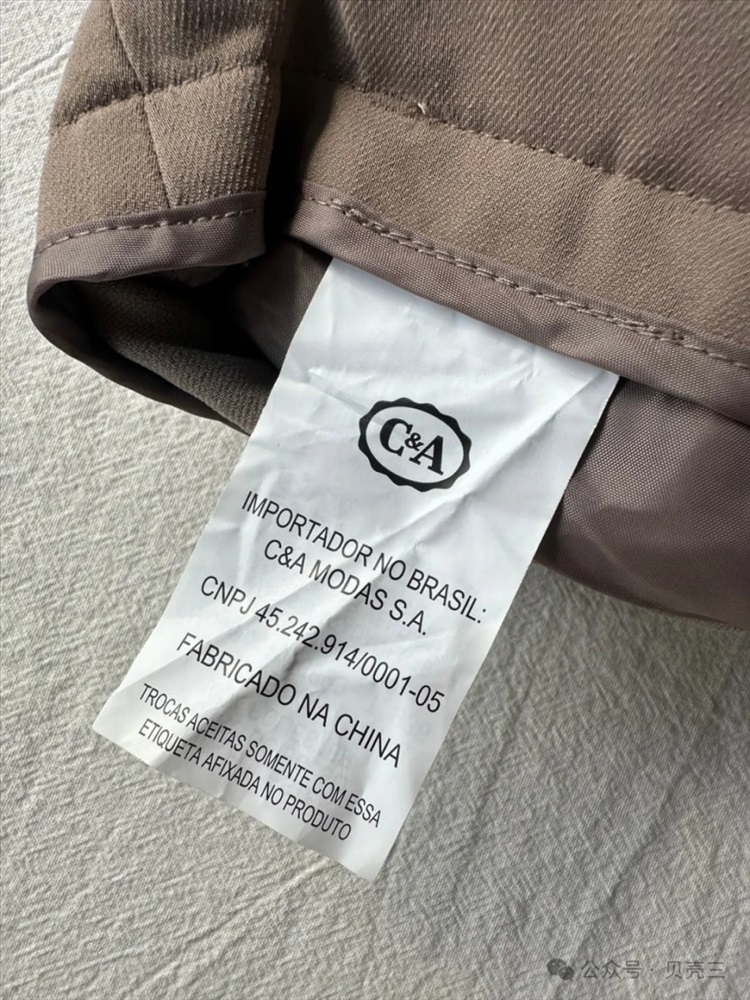 C&A
IMPORTADOR NO BRASIL:
C&A MODAS S.A.
CNPJ 45.242.914/0001-05
FABRICADO NA CHINA
TROCAS ACEITAS SOMENTE COM ESSA
ETIQUETA AFIXADA NO PRODUTO
公众号 · 贝壳三